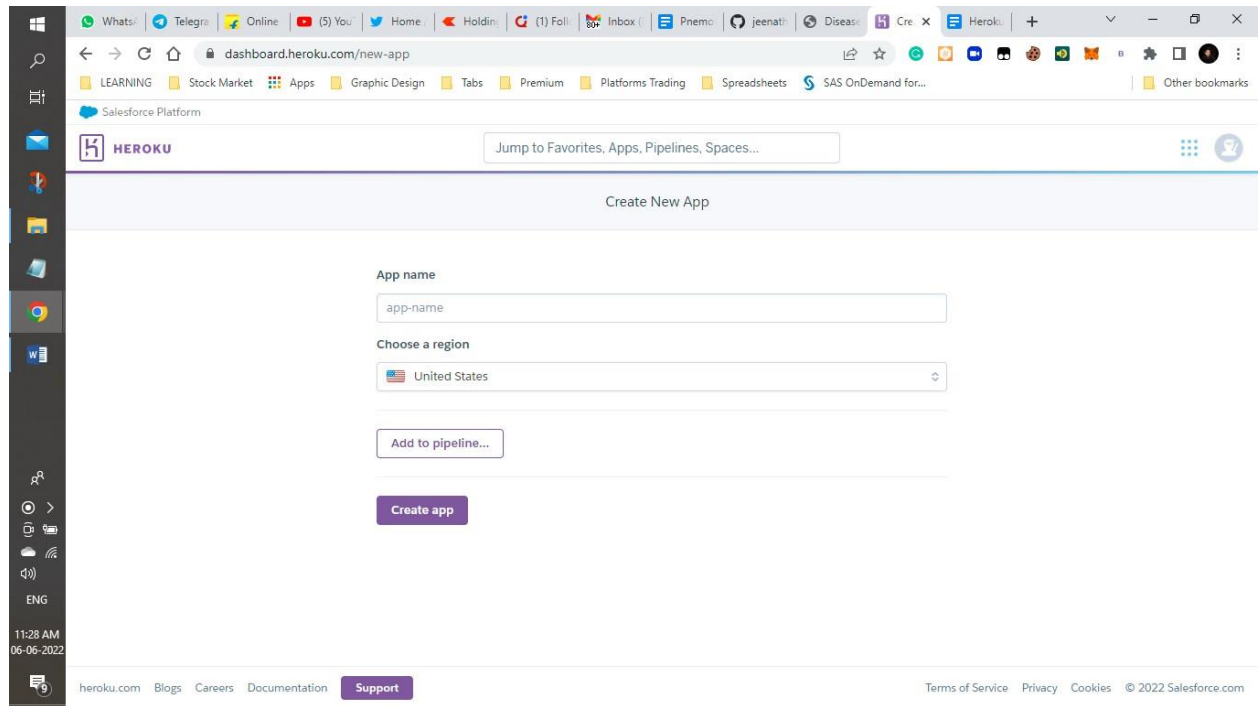 WhatsA Telegra Online (5) You Home / Holding (1) Foll Inbox ( Pnemo jeenath Disease Cre Heroku
dashboard.heroku.com/new-app
LEARNING Stock Market Apps Graphic Design Tabs Premium Platforms Trading Spreadsheets SAS OnDemand for... Other bookmarks
Salesforce Platform
HEROKU Jump to Favorites, Apps, Pipelines, Spaces...
Create New App
App name
app-name
Choose a region
United States
Add to pipeline...
Create app
ENG
11:28 AM
06-06-2022
9
heroku.com Blogs Careers Documentation Support Terms of Service Privacy Cookies © 2022 Salesforce.com